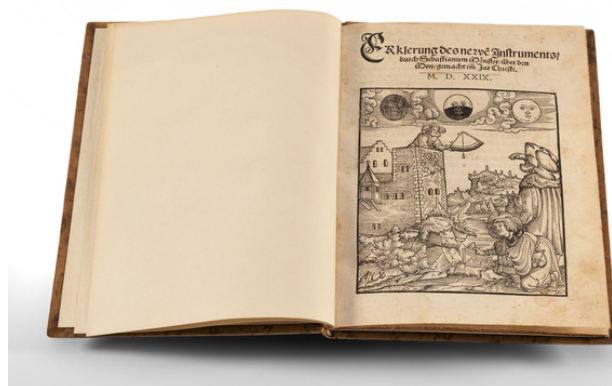 ERklerung des newē Instruments/
durch Sebastianum Münster/über den
Mon/gemacht im Jar Christi.
M. D. XXIX.